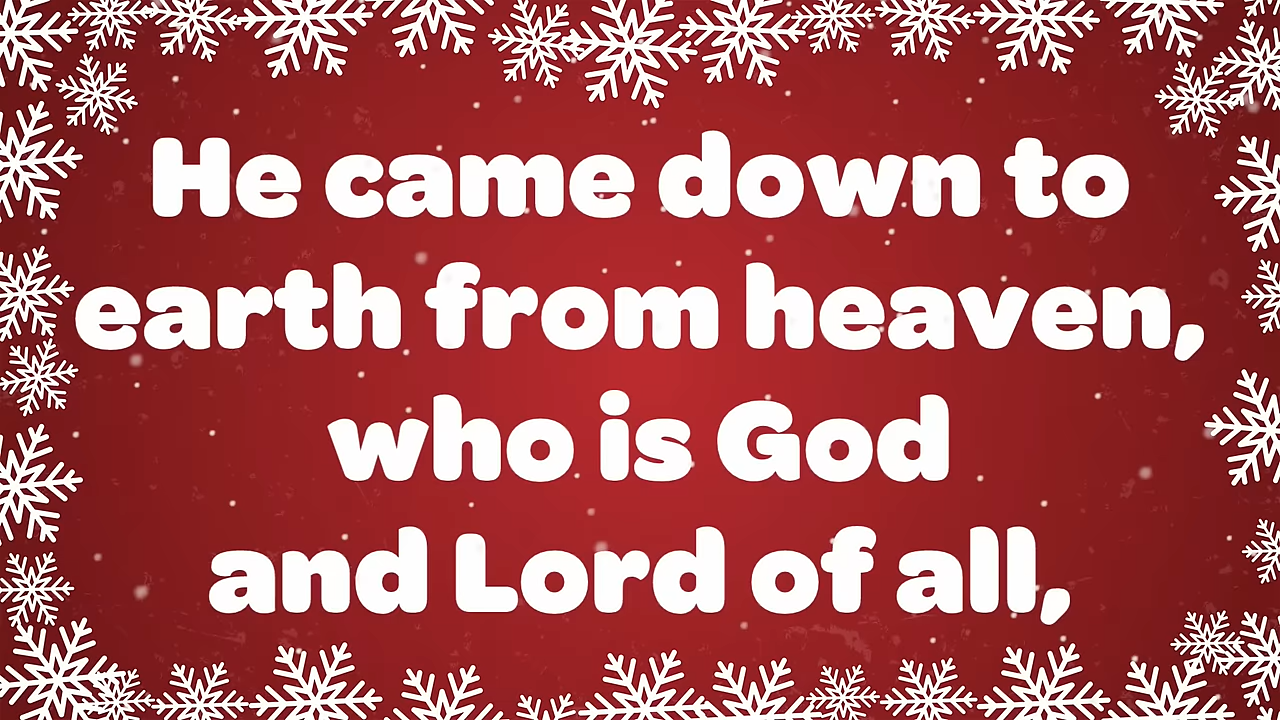 He came down to
earth from heaven,
who is God
and Lord of all,